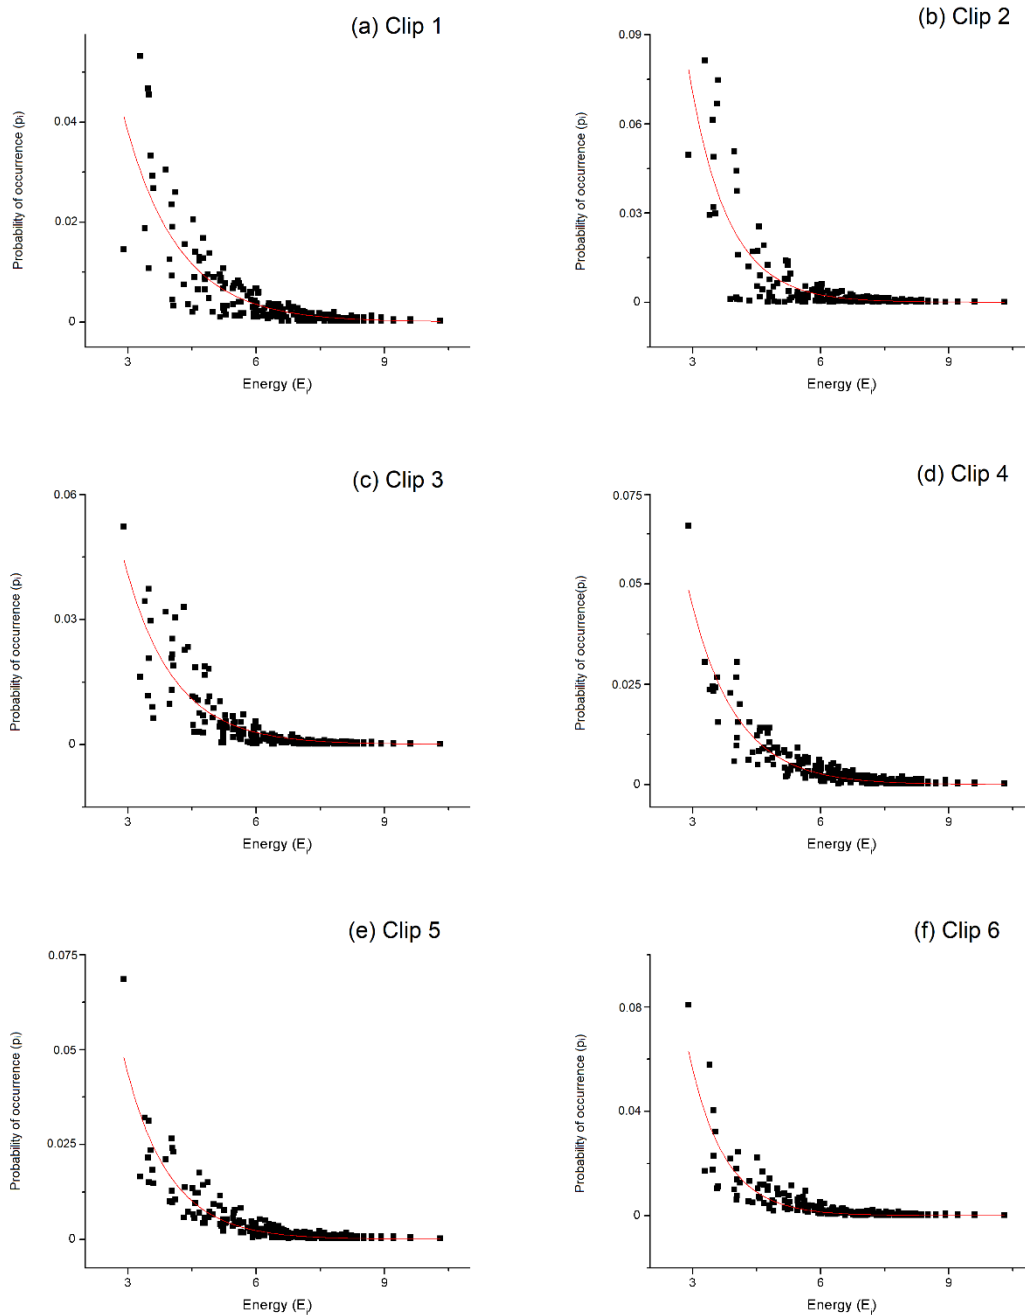 (a) Clip 1
Probability of occurrence (pᵢ)
0.04
0.02
0
3 6 9
Energy (Eᵢ)
(b) Clip 2
Probability of occurrence (pᵢ)
0.09
0.06
0.03
0
3 6 9
Energy (Eᵢ)
(c) Clip 3
Probability of occurrence (pᵢ)
0.06
0.03
0
3 6 9
Energy (Eᵢ)
(d) Clip 4
Probability of occurrence(pᵢ)
0.075
0.05
0.025
0
3 6 9
Energy (Eᵢ)
(e) Clip 5
Probability of occurrence (pᵢ)
0.075
0.05
0.025
0
3 6 9
Energy (Eᵢ)
(f) Clip 6
Probability of occurrence (pᵢ)
0.08
0.04
0
3 6 9
Energy (Eᵢ)